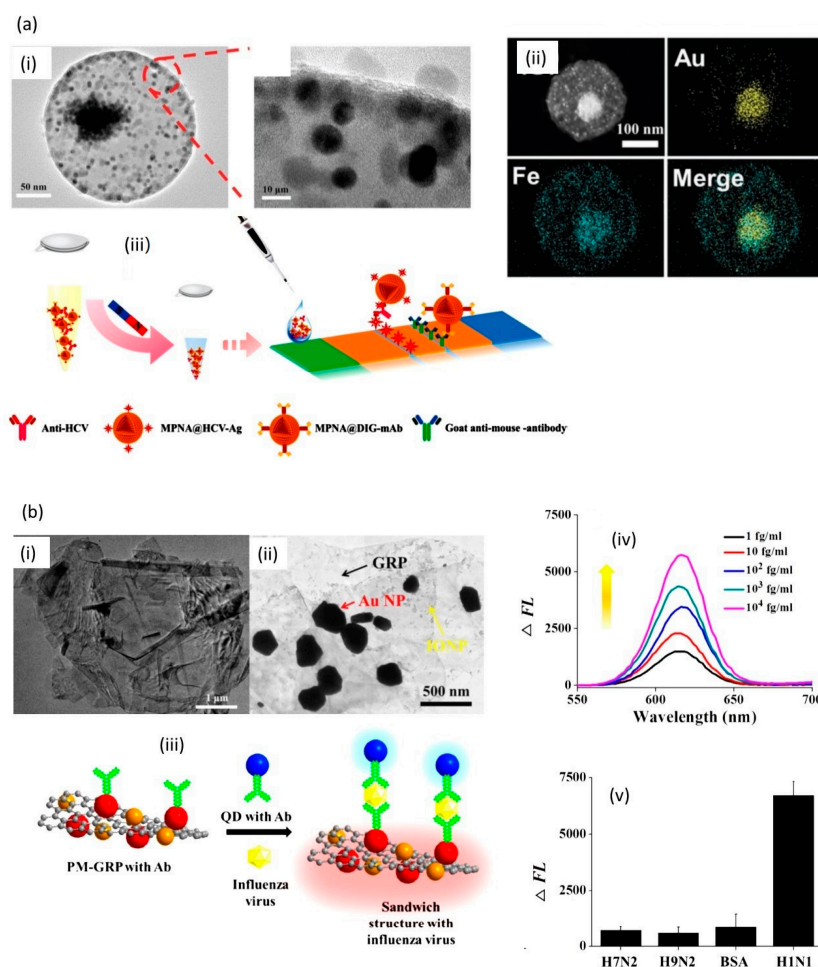 (a)
(i)
50 nm
10 µm
(ii)
100 nm
Au
Fe
Merge
(iii)
Anti-HCV
MPNA@HCV-Ag
MPNA@DIG-mAb
Goat anti-mouse -antibody
(b)
(i)
1 µm
(ii)
GRP
Au NP
IONP
500 nm
(iii)
PM-GRP with Ab
QD with Ab
Influenza
virus
Sandwich
structure with
influenza virus
(iv)
△ FL
7500
5000
2500
0
1 fg/ml
10 fg/ml
10² fg/ml
10³ fg/ml
10⁴ fg/ml
550 600 650 700
Wavelength (nm)
(v)
△ FL
7500
5000
2500
0
H7N2 H9N2 BSA H1N1